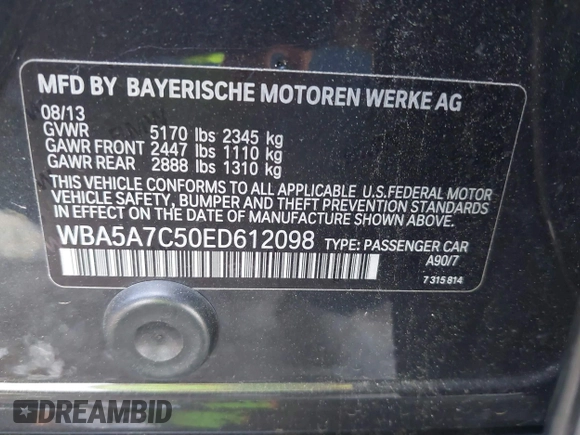 MFD BY BAYERISCHE MOTOREN WERKE AG
08/13
GVWR 5170 lbs 2345 kg
GAWR FRONT 2447 lbs 1110 kg
GAWR REAR 2888 lbs 1310 kg
THIS VEHICLE CONFORMS TO ALL APPLICABLE U.S.FEDERAL MOTOR
VEHICLE SAFETY, BUMPER AND THEFT PREVENTION STANDARDS
IN EFFECT ON THE DATE OF MANUFACTURE SHOWN ABOVE.
WBA5A7C50ED612098 TYPE: PASSENGER CAR
A90/7
7 315 814
DREAMBID